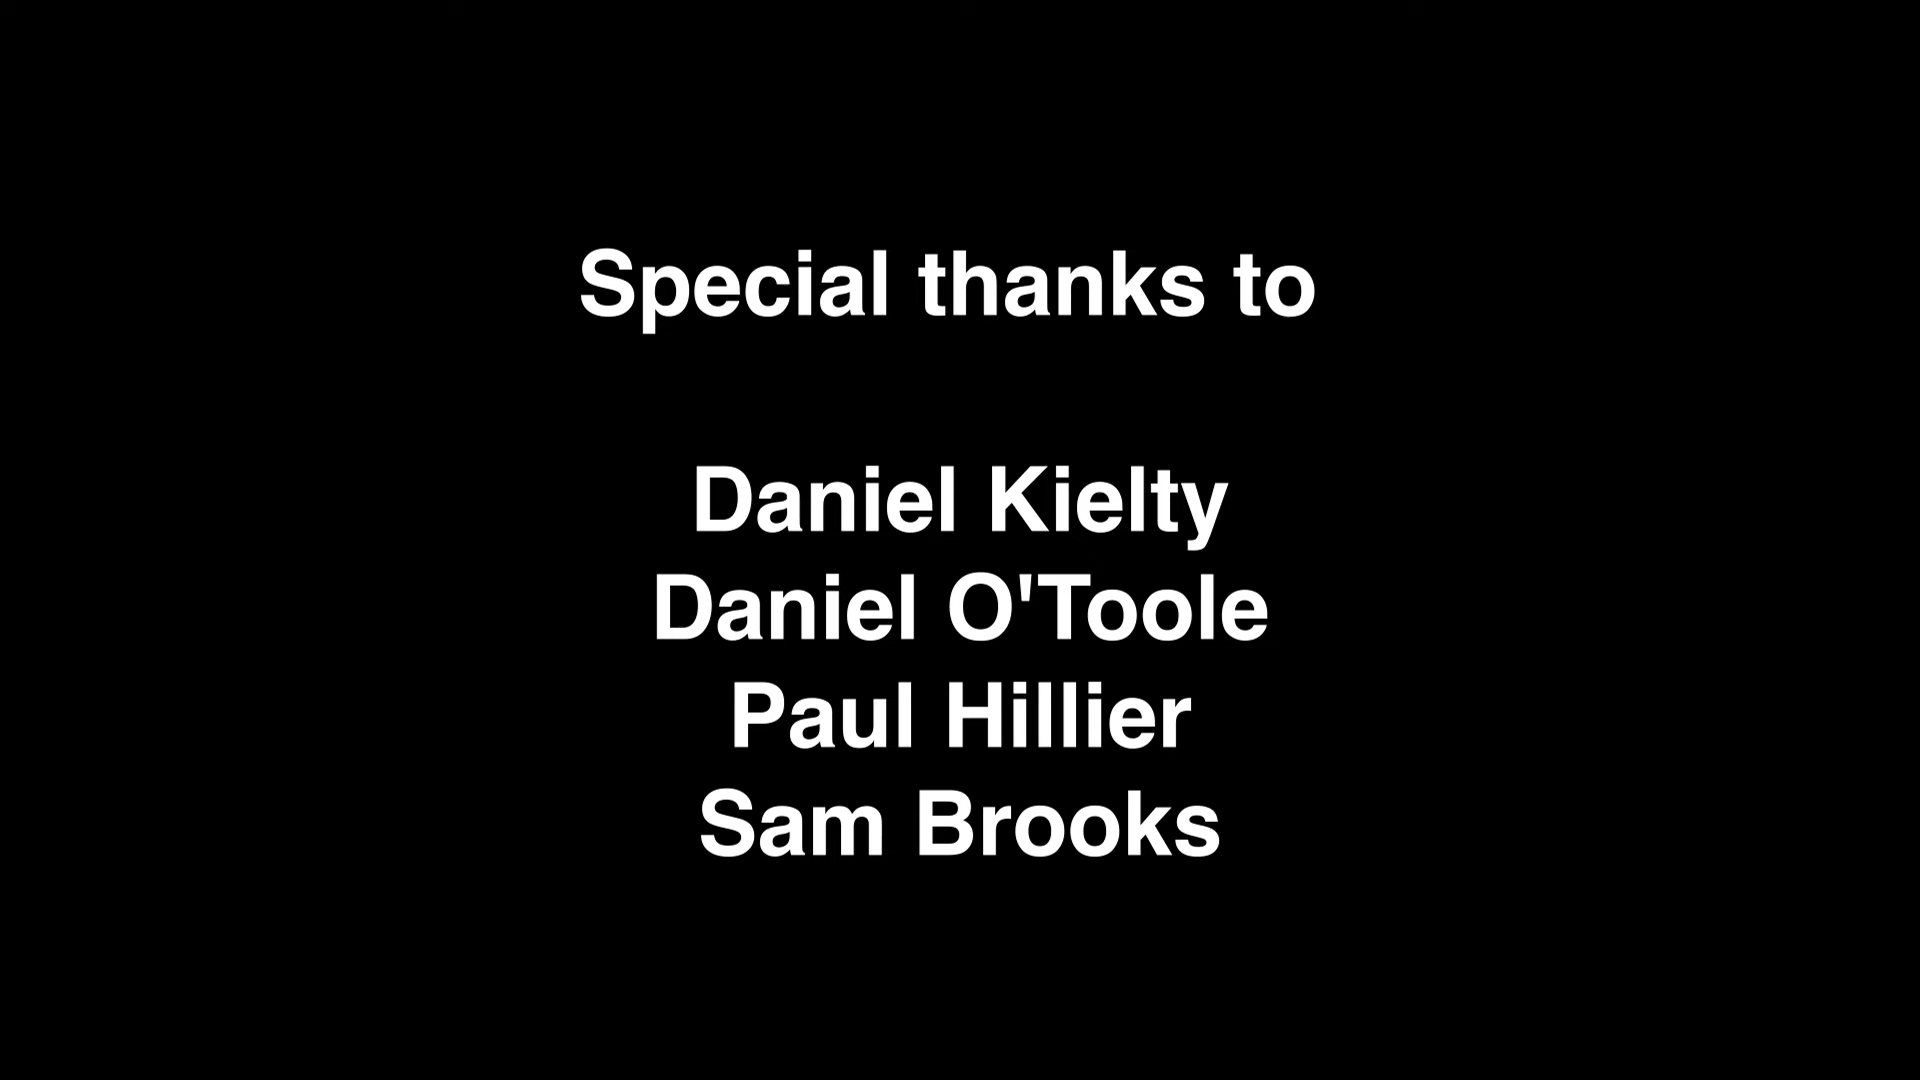 Special thanks to
Daniel Kielty
Daniel O'Toole
Paul Hillier
Sam Brooks